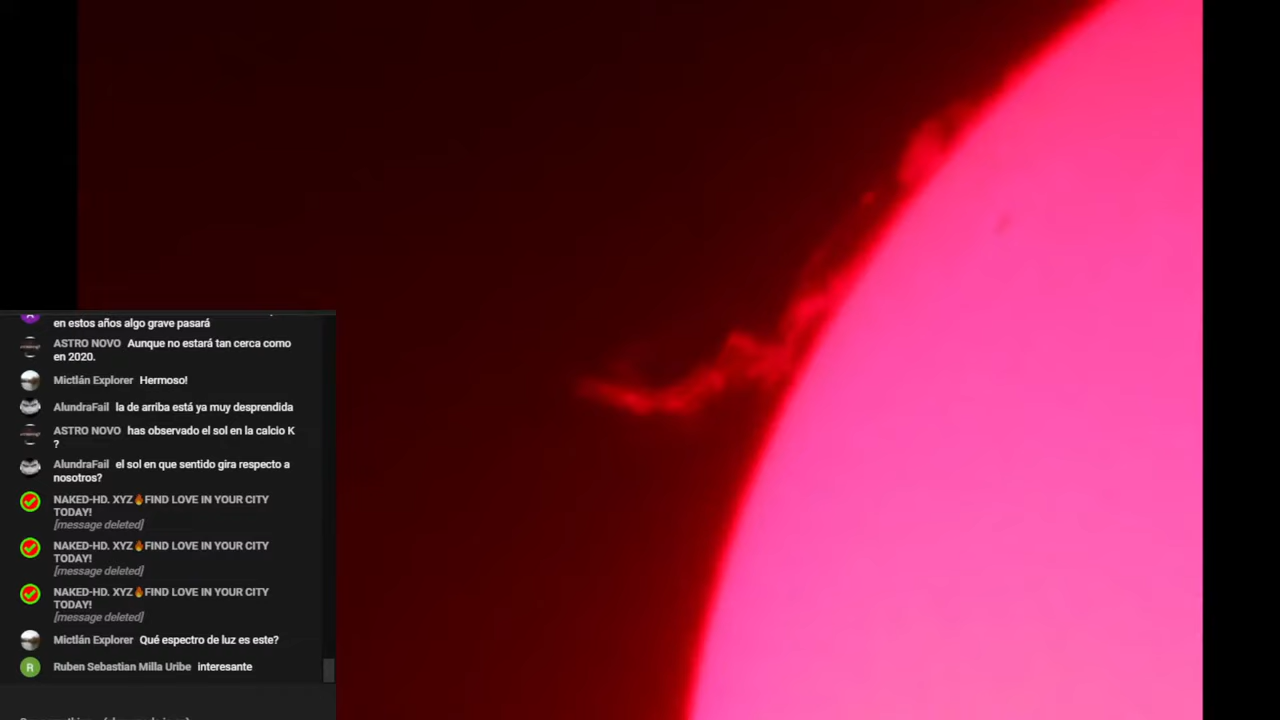 en estos años algo grave pasará
ASTRO NOVO Aunque no estará tan cerca como
en 2020.
Mictlán Explorer Hermoso!
AlundraFail la de arriba está ya muy desprendida
ASTRO NOVO has observado el sol en la calcio K
?
AlundraFail el sol en que sentido gira respecto a
nosotros?
NAKED-HD. XYZ🔥FIND LOVE IN YOUR CITY
TODAY!
[message deleted]
NAKED-HD. XYZ🔥FIND LOVE IN YOUR CITY
TODAY!
[message deleted]
NAKED-HD. XYZ🔥FIND LOVE IN YOUR CITY
TODAY!
[message deleted]
Mictlán Explorer Qué espectro de luz es este?
R Ruben Sebastian Milla Uribe interesante